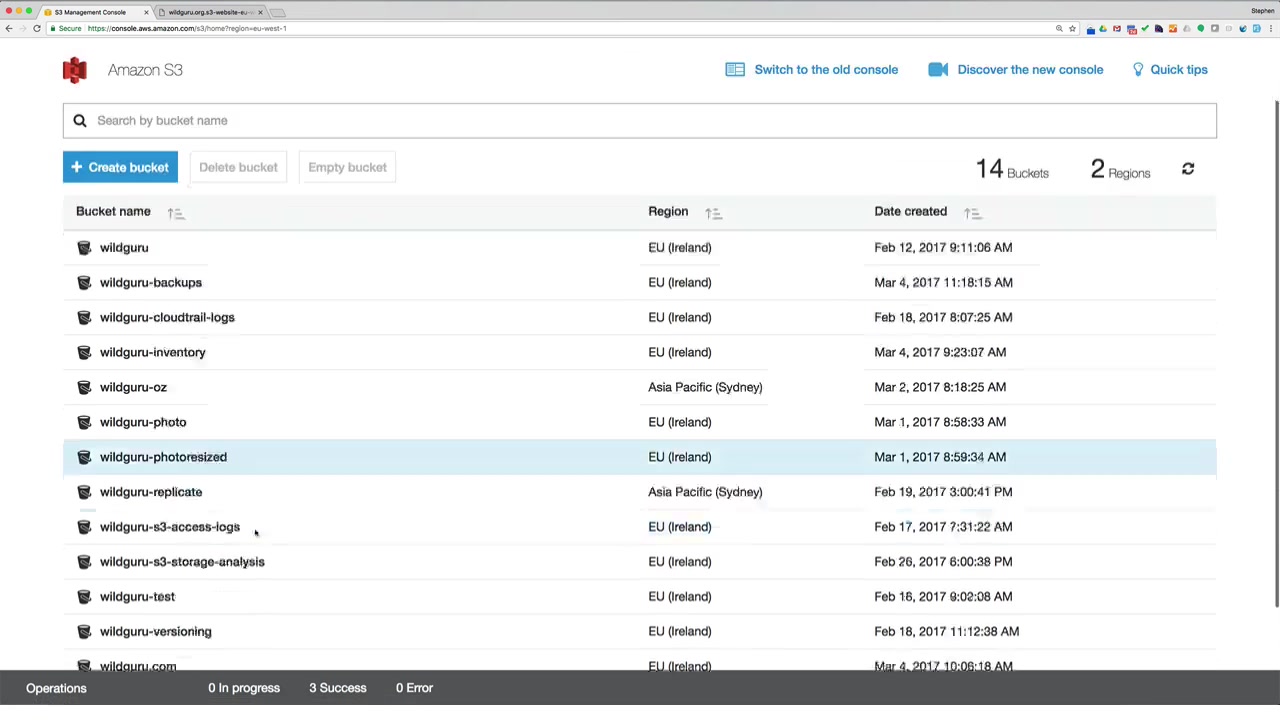 S3 Management Console
wildguru.org.s3-website-eu-w
Stephen
Secure
https://console.aws.amazon.com/s3/home?region=eu-west-1
Amazon S3
Switch to the old console
Discover the new console
Quick tips
Search by bucket name
Create bucket
Delete bucket
Empty bucket
14 Buckets
2 Regions
Bucket name Region Date created
wildguru EU (Ireland) Feb 12, 2017 9:11:06 AM
wildguru-backups EU (Ireland) Mar 4, 2017 11:18:15 AM
wildguru-cloudtrail-logs EU (Ireland) Feb 18, 2017 8:07:25 AM
wildguru-inventory EU (Ireland) Mar 4, 2017 9:23:07 AM
wildguru-oz Asia Pacific (Sydney) Mar 2, 2017 8:18:25 AM
wildguru-photo EU (Ireland) Mar 1, 2017 8:58:33 AM
wildguru-photoresized EU (Ireland) Mar 1, 2017 8:59:34 AM
wildguru-replicate Asia Pacific (Sydney) Feb 19, 2017 3:00:41 PM
wildguru-s3-access-logs EU (Ireland) Feb 17, 2017 7:31:22 AM
wildguru-s3-storage-analysis EU (Ireland) Feb 26, 2017 6:00:38 PM
wildguru-test EU (Ireland) Feb 16, 2017 9:02:08 AM
wildguru-versioning EU (Ireland) Feb 18, 2017 11:12:38 AM
wildguru.com EU (Ireland) Mar 4, 2017 10:06:18 AM
Operations 0 In progress 3 Success 0 Error